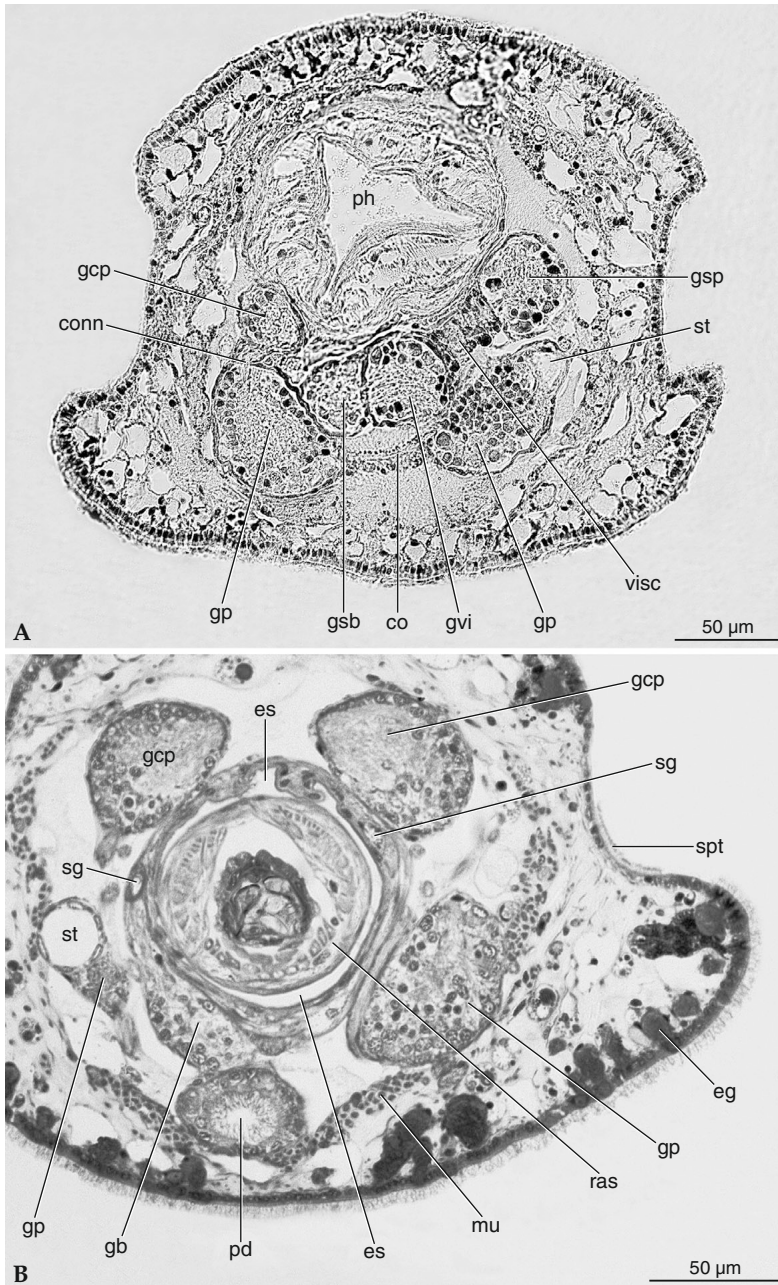 ph
gcp
gsp
conn
st
visc
gp
gsb
co
gvi
gp
A
50 µm
es
gcp
gcp
sg
spt
sg
st
eg
gp
ras
gp
gb
pd
es
mu
B
50 µm